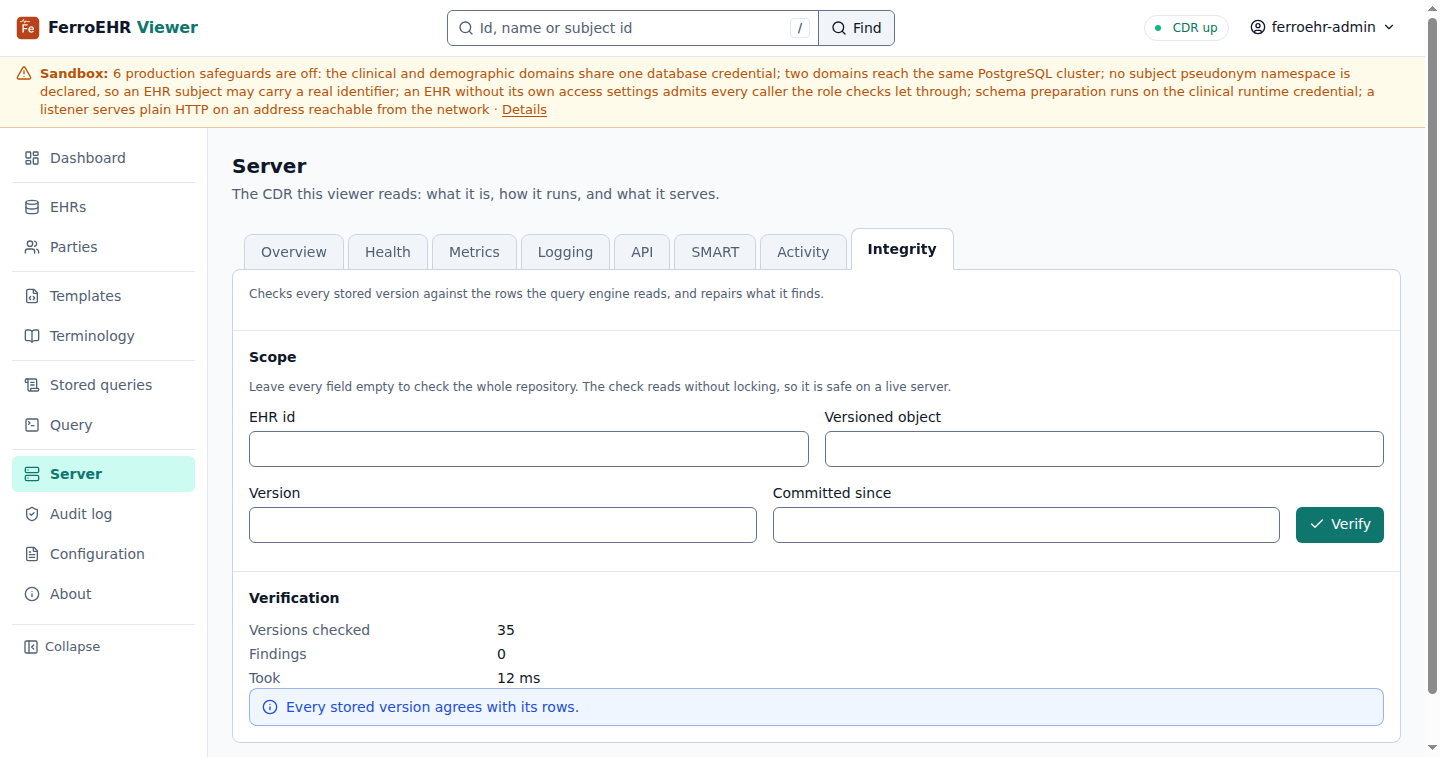 Fe FerroEHR Viewer
Id, name or subject id / Find
CDR up
ferroehr-admin
Sandbox: 6 production safeguards are off: the clinical and demographic domains share one database credential; two domains reach the same PostgreSQL cluster; no subject pseudonym namespace is
declared, so an EHR subject may carry a real identifier; an EHR without its own access settings admits every caller the role checks let through; schema preparation runs on the clinical runtime credential; a
listener serves plain HTTP on an address reachable from the network · Details
Dashboard
EHRs
Parties
Templates
Terminology
Stored queries
Query
Server
Audit log
Configuration
About
Collapse
Server
The CDR this viewer reads: what it is, how it runs, and what it serves.
Overview Health Metrics Logging API SMART Activity Integrity
Checks every stored version against the rows the query engine reads, and repairs what it finds.
Scope
Leave every field empty to check the whole repository. The check reads without locking, so it is safe on a live server.
EHR id Versioned object
Version Committed since
Verify
Verification
Versions checked 35
Findings 0
Took 12 ms
Every stored version agrees with its rows.